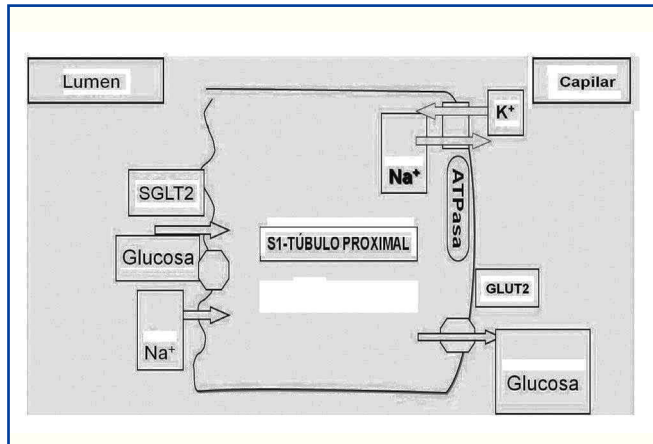 Lumen
Capilar
K⁺
Na⁺
ATPasa
SGLT2
S1-TÚBULO PROXIMAL
Glucosa
GLUT2
Na⁺
Glucosa